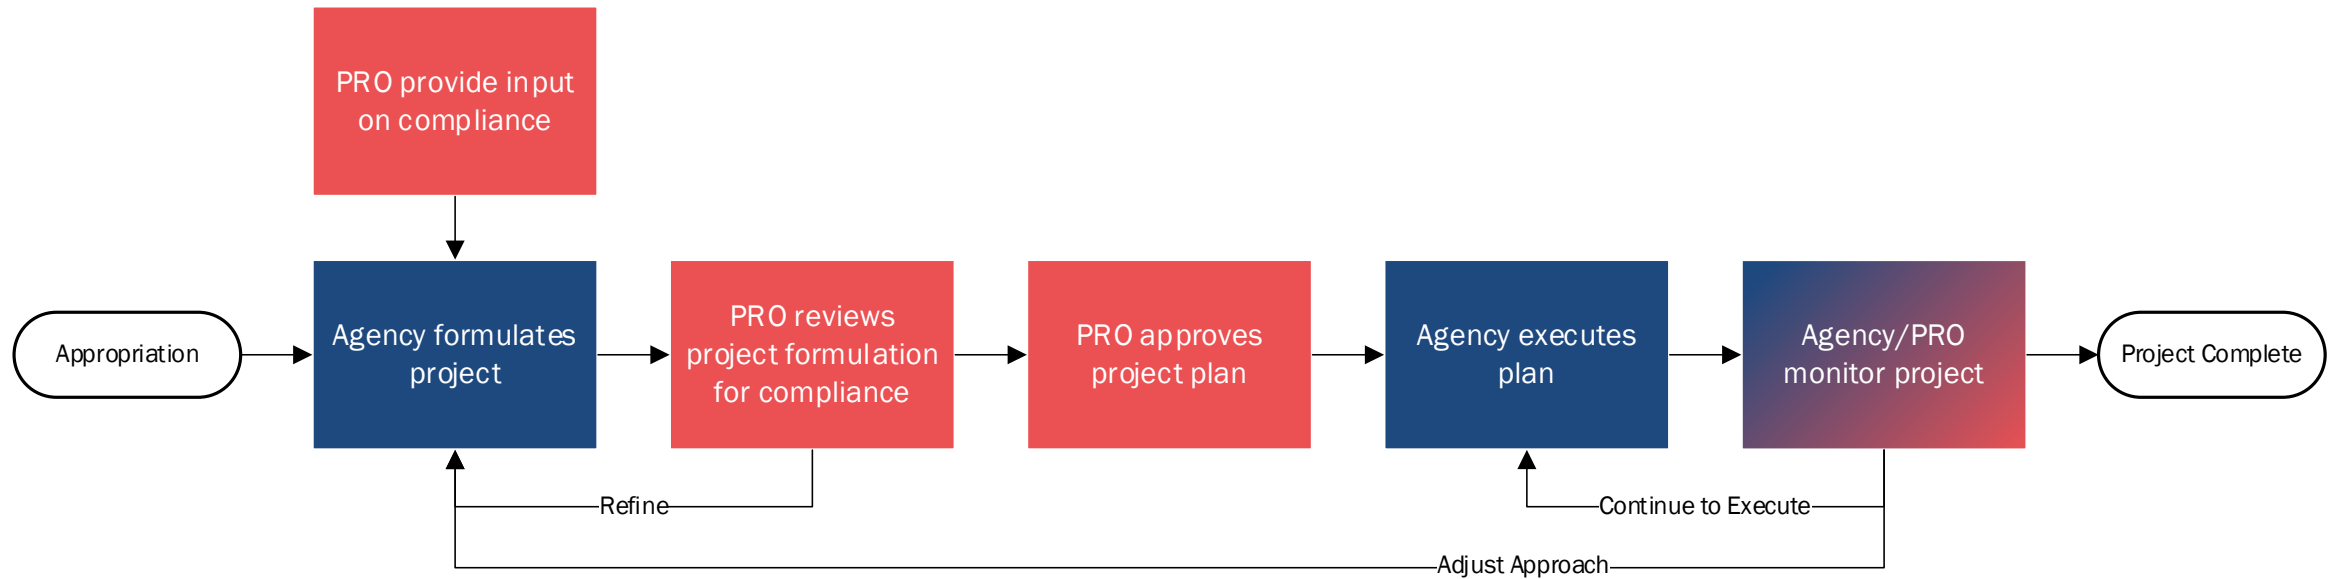 PRO provide input
on compliance
Appropriation
Agency formulates
project
PRO reviews
project formulation
for compliance
PRO approves
project plan
Agency executes
plan
Agency/PRO
monitor project
Project Complete
Refine
Continue to Execute
Adjust Approach